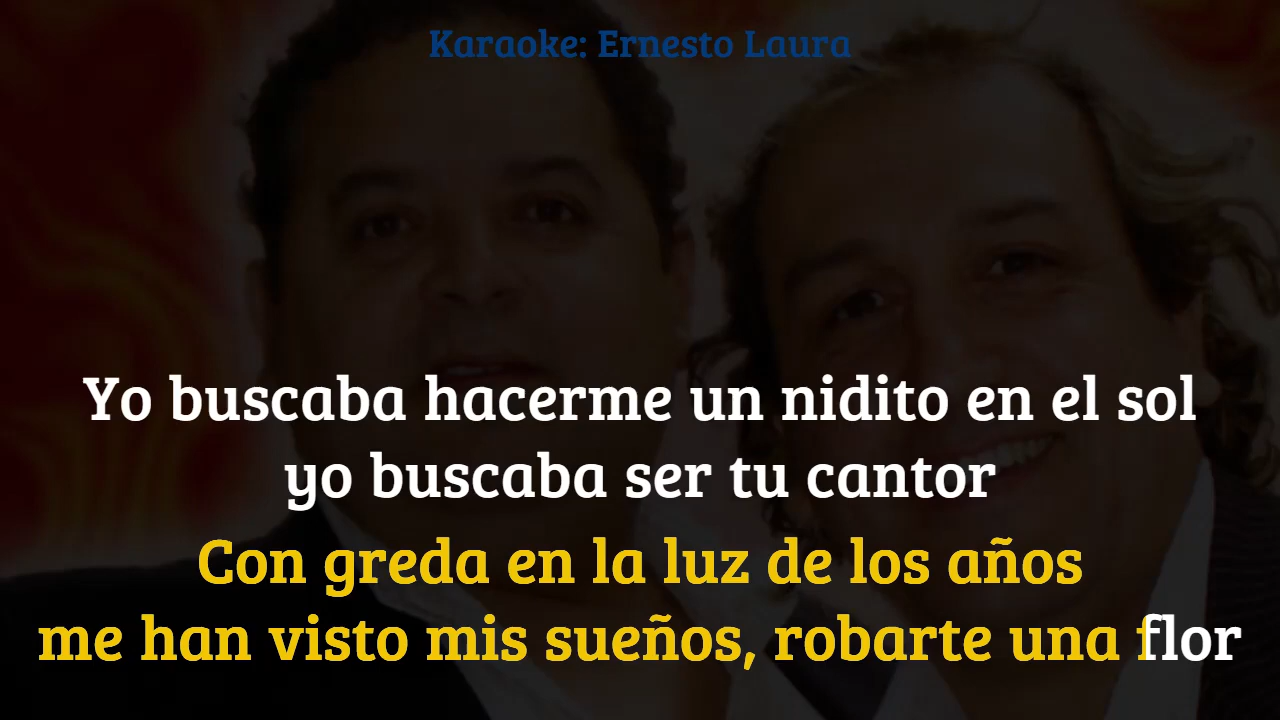 Karaoke: Ernesto Laura
Yo buscaba hacerme un nidito en el sol
yo buscaba ser tu cantor
Con greda en la luz de los años
me han visto mis sueños, robarte una flor